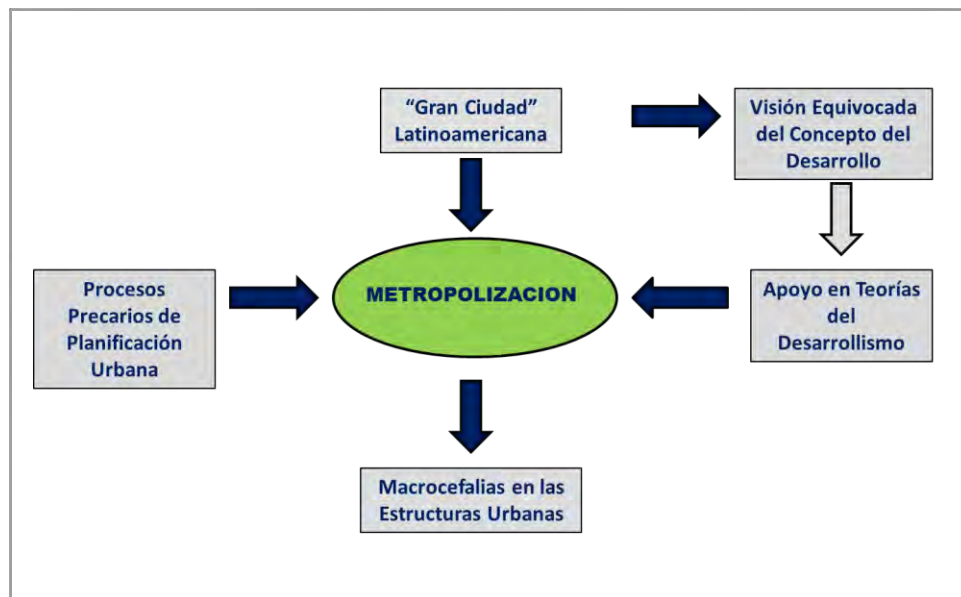 “Gran Ciudad”
Latinoamericana
Visión Equivocada
del Concepto del
Desarrollo
Procesos
Precarios de
Planificación
Urbana
METROPOLIZACION
Apoyo en Teorías
del
Desarrollismo
Macrocefalias en las
Estructuras Urbanas